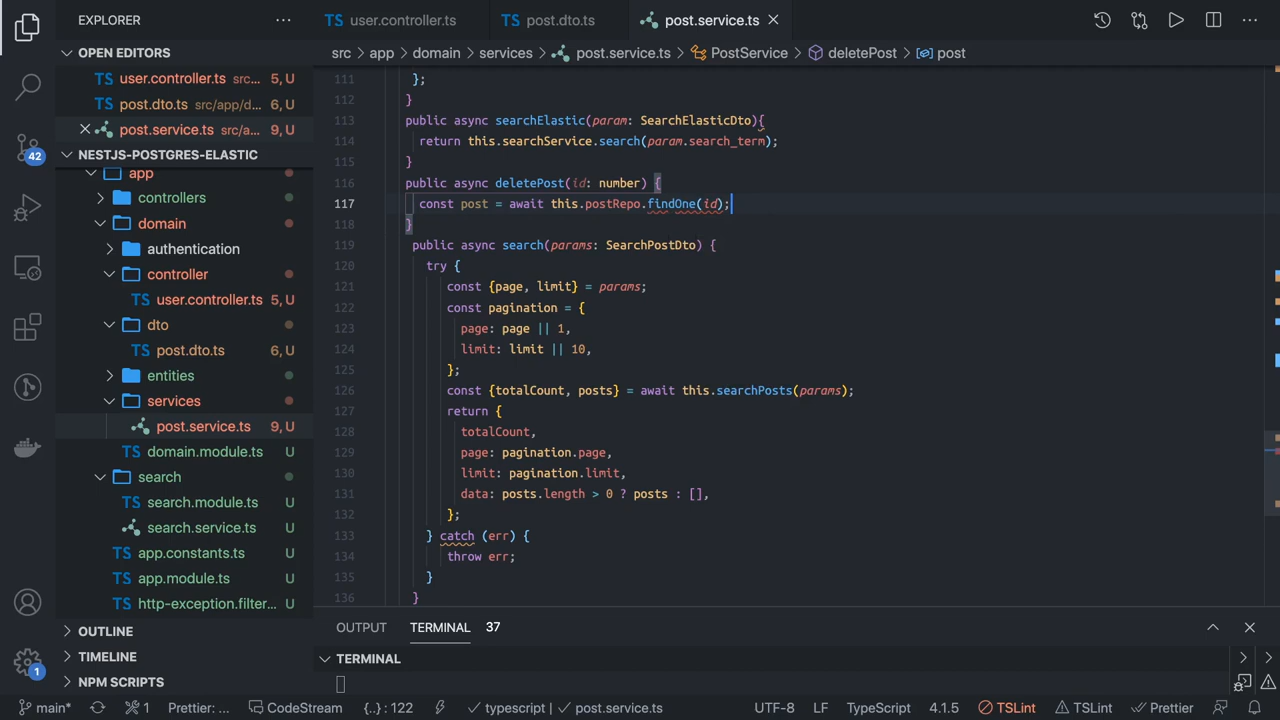 EXPLORER
TS user.controller.ts
TS post.dto.ts
post.service.ts
OPEN EDITORS
src > app > domain > services > post.service.ts > PostService > deletePost > post
TS user.controller.ts src... 5, U
TS post.dto.ts src/app/d... 6, U
post.service.ts src/a... 9, U
NESTJS-POSTGRES-ELASTIC
app
controllers
domain
authentication
controller
TS user.controller.ts 5, U
dto
TS post.dto.ts 6, U
entities
services
post.service.ts 9, U
TS domain.module.ts U
search
TS search.module.ts U
search.service.ts U
TS app.constants.ts U
TS app.module.ts U
TS http-exception.filter... U
OUTLINE
TIMELINE
NPM SCRIPTS
42
1
111 };
112 }
113 public async searchElastic(param: SearchElasticDto){
114 return this.searchService.search(param.search_term);
115 }
116 public async deletePost(id: number) {
117 const post = await this.postRepo.findOne(id);
118 }
119 public async search(params: SearchPostDto) {
120 try {
121 const {page, limit} = params;
122 const pagination = {
123 page: page || 1,
124 limit: limit || 10,
125 };
126 const {totalCount, posts} = await this.searchPosts(params);
127 return {
128 totalCount,
129 page: pagination.page,
130 limit: pagination.limit,
131 data: posts.length > 0 ? posts : [],
132 };
133 } catch (err) {
134 throw err;
135 }
136 }
OUTPUT TERMINAL 37
TERMINAL
main* 1 Prettier: ... CodeStream {..} : 122 typescript | post.service.ts UTF-8 LF TypeScript 4.1.5 TSLint TSLint Prettier